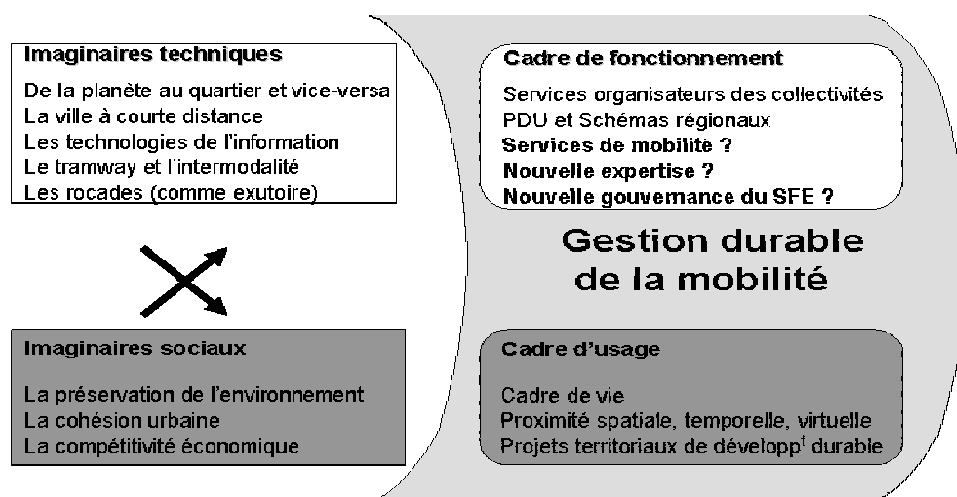 Imaginaires techniques
De la planète au quartier et vice-versa
La ville à courte distance
Les technologies de l'information
Le tramway et l'intermodalité
Les rocades (comme exutoire)
Cadre de fonctionnement
Services organisateurs des collectivités
PDU et Schémas régionaux
Services de mobilité ?
Nouvelle expertise ?
Nouvelle gouvernance du SFE ?
Gestion durable
de la mobilité
Imaginaires sociaux
La préservation de l'environnement
La cohésion urbaine
La compétitivité économique
Cadre d'usage
Cadre de vie
Proximité spatiale, temporelle, virtuelle
Projets territoriaux de développᵗ durable